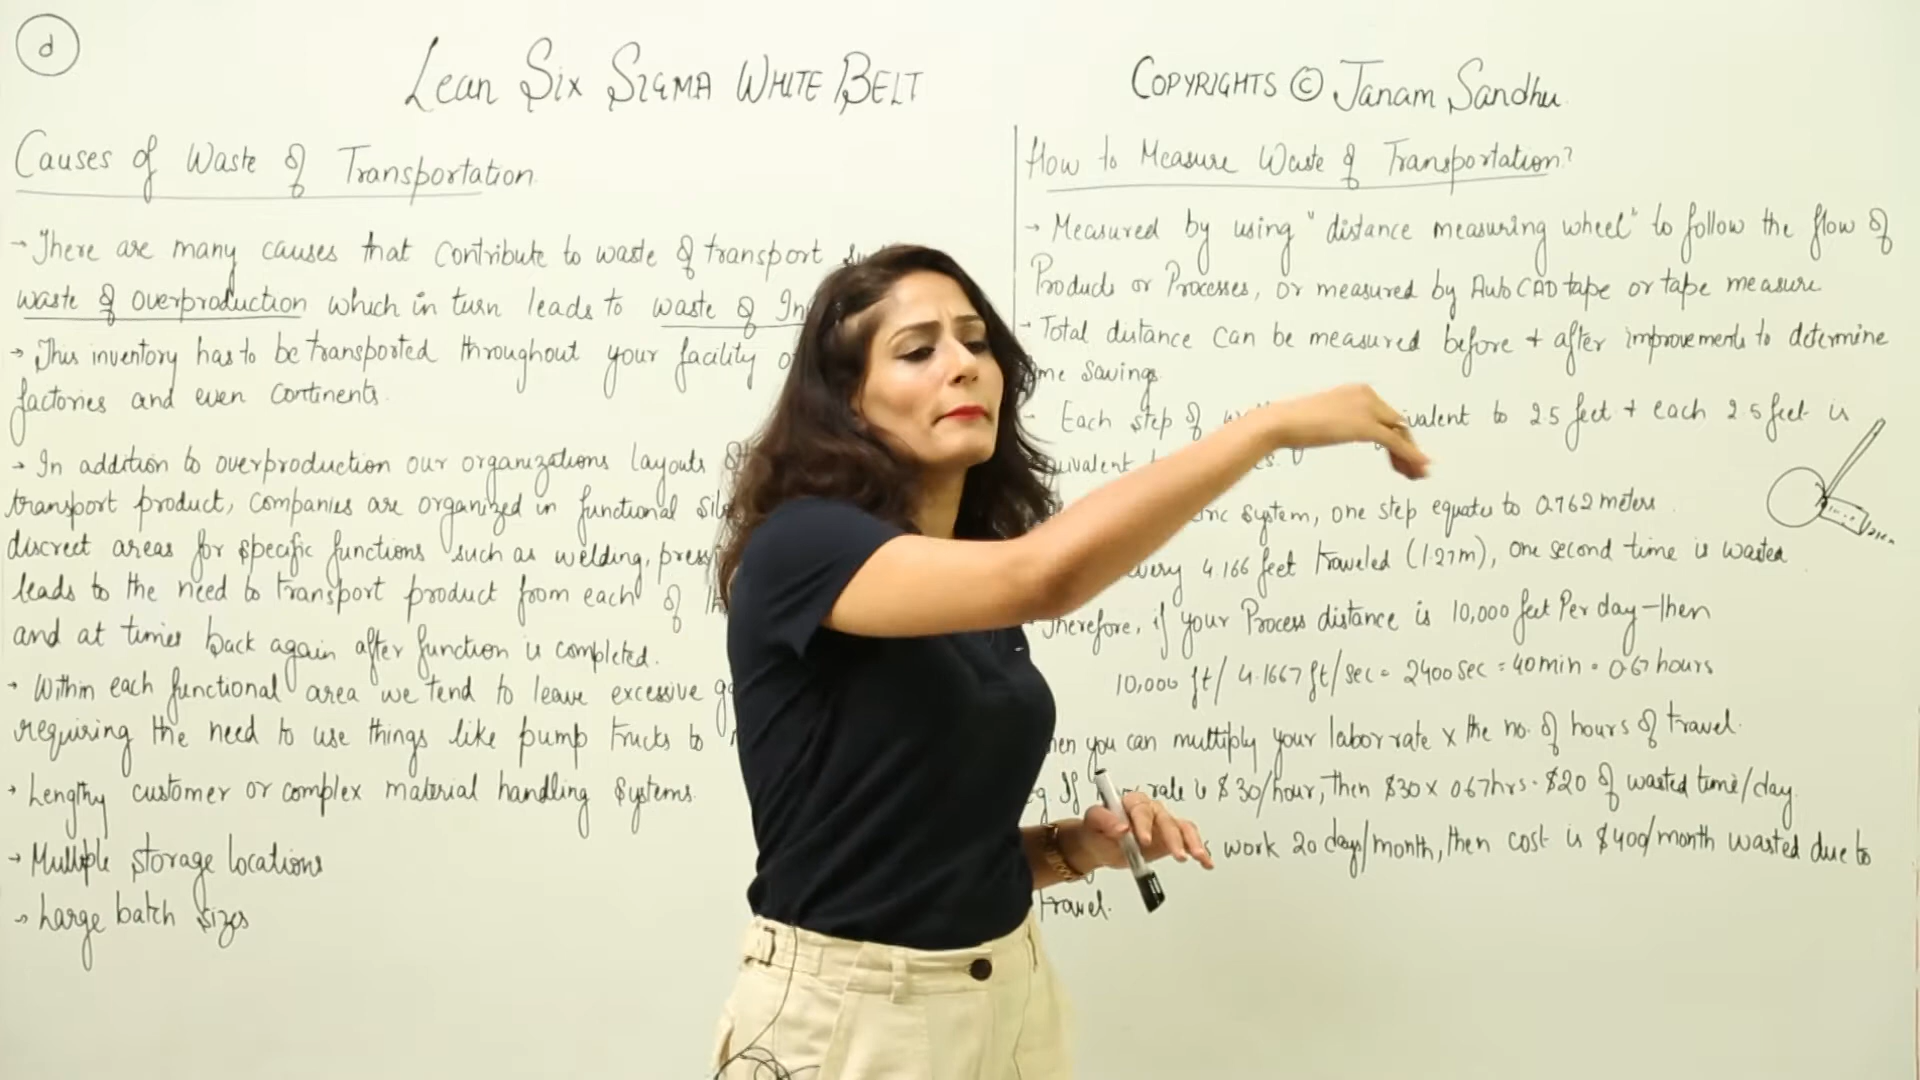 d
Lean Six Sigma White Belt
Copyrights © Janam Sandhu
Causes of Waste of Transportation
→ There are many causes that contribute to waste of transport
waste of overproduction which in turn leads to waste of
→ This inventory has to be transported throughout your facility
factories and even continents.
→ In addition to overproduction our organizations layouts
transport product, companies are organized in functional
discreet areas for specific functions such as welding,
leads to the need to transport product from each of
and at times back again after function is completed.
· Within each functional area we tend to leave excessive
requiring the need to use things like pump trucks to
· Lengthy customer or complex material handling systems.
→ Multiple storage locations
→ Large batch sizes
How to Measure Waste of Transportation?
→ Measured by using "distance measuring wheel" to follow the flow of
Products or Processes, or measured by AutoCAD tape or tape measure
- Total distance can be measured before + after improvements to determine
savings.
- Each step of to 2.5 feet + each 2.5 feet is
system, one step equates to 0.762 meters.
4.166 feet traveled (1.27m), one second time is wasted.
Therefore, if your Process distance is 10,000 feet Per day - then
10,000 ft / 4.1667 ft/sec = 2400 sec = 40 min = 0.67 hours
you can multiply your labor rate x the no. of hours of travel.
If rate is $30/hour, then $30 x 0.67hrs = $20 of wasted time/day.
work 20 days/month, then cost is $400/month wasted due to
travel.